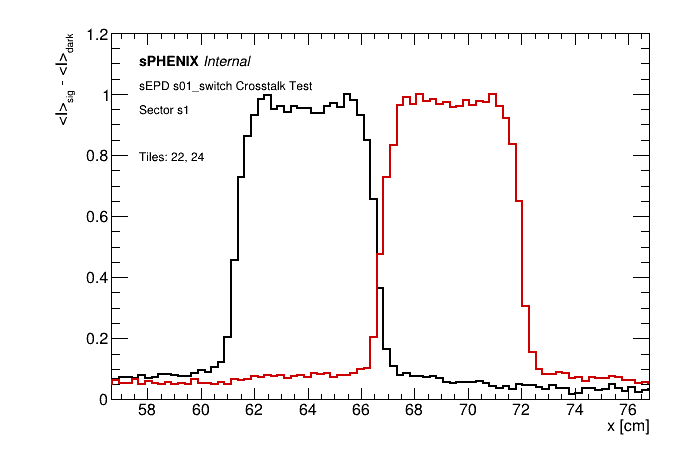 <I>sig - <I>dark
1.2
1
0.8
0.6
0.4
0.2
0
sPHENIX Internal
sEPD s01_switch Crosstalk Test
Sector s1
Tiles: 22, 24
58 60 62 64 66 68 70 72 74 76
x [cm]